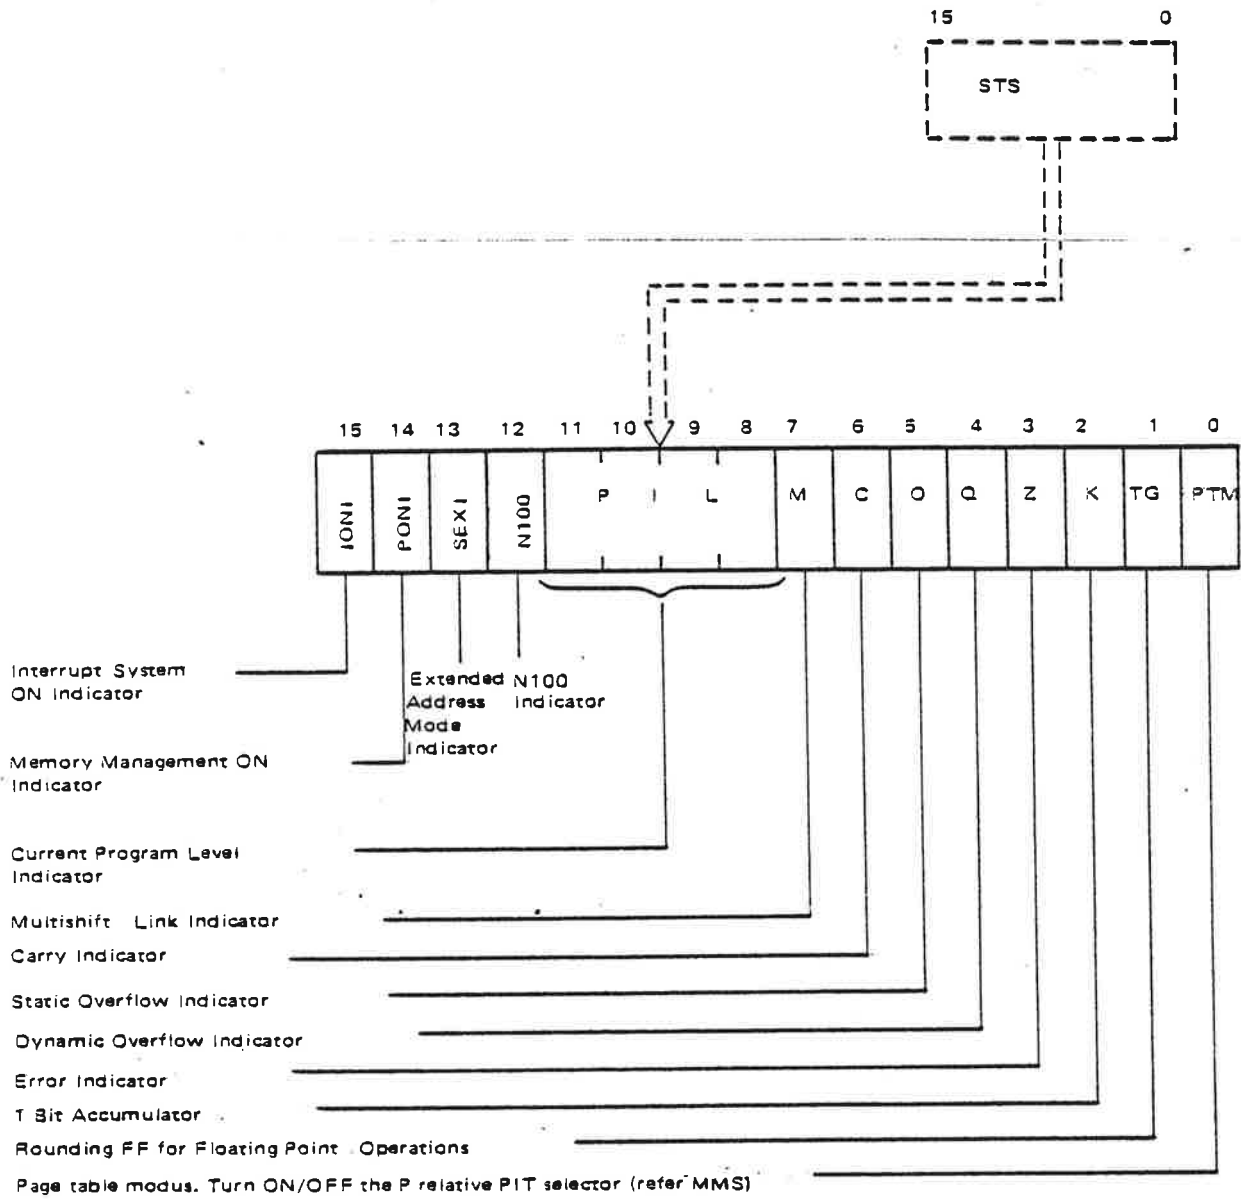 15 0
STS
15 14 13 12 11 10 9 8 7 6 5 4 3 2 1 0
IONI PONI SEXI N100 P I L M C O Q Z K TG PTM
Interrupt System
ON Indicator
Extended
Address
Mode
Indicator
N100
Indicator
Memory Management ON
Indicator
Current Program Level
Indicator
Multishift Link Indicator
Carry Indicator
Static Overflow Indicator
Dynamic Overflow Indicator
Error Indicator
1 Bit Accumulator
Rounding FF for Floating Point Operations
Page table modus. Turn ON/OFF the P relative PIT selector (refer MMS)